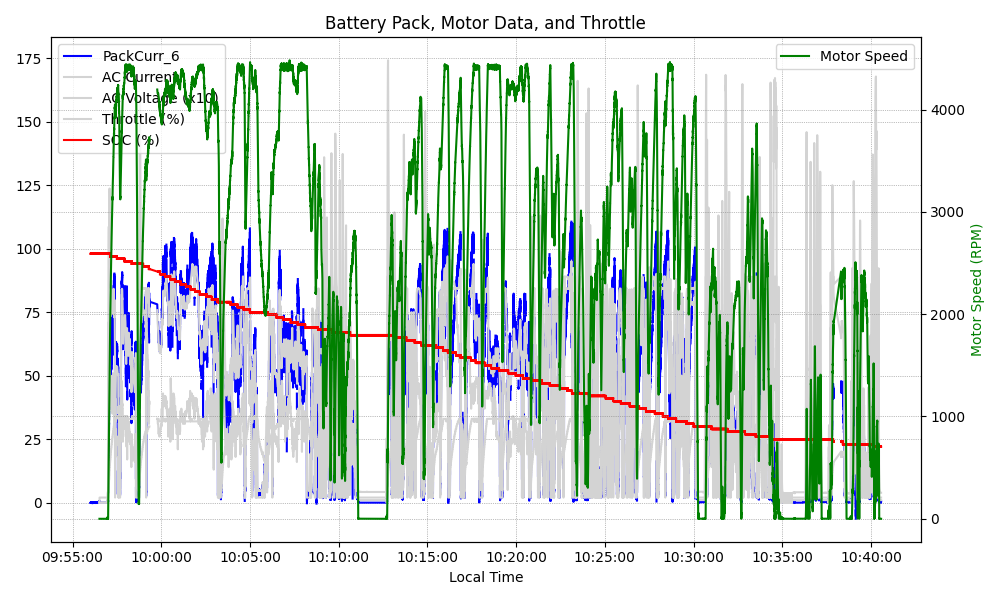 Battery Pack, Motor Data, and Throttle
PackCurr_6
AC Current
AC Voltage (x10)
Throttle (%)
SOC (%)
Motor Speed
175
150
125
100
75
50
25
0
4000
3000
2000
1000
0
Motor Speed (RPM)
09:55:00 10:00:00 10:05:00 10:10:00 10:15:00 10:20:00 10:25:00 10:30:00 10:35:00 10:40:00
Local Time